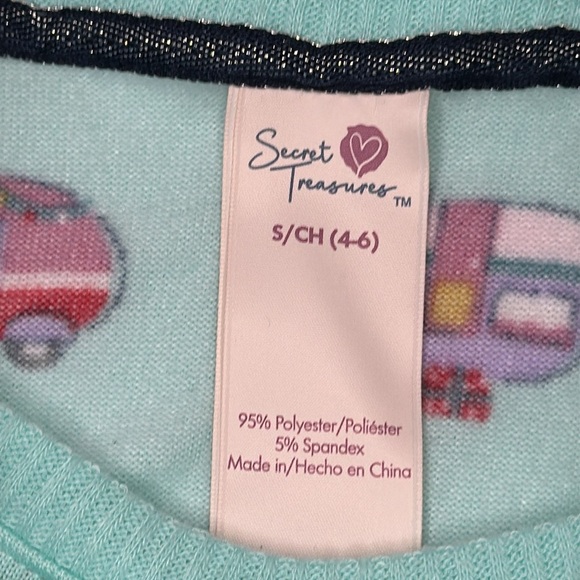 Secret
Treasures™
S/CH (4-6)
95% Polyester/Poliéster
5% Spandex
Made in/Hecho en China